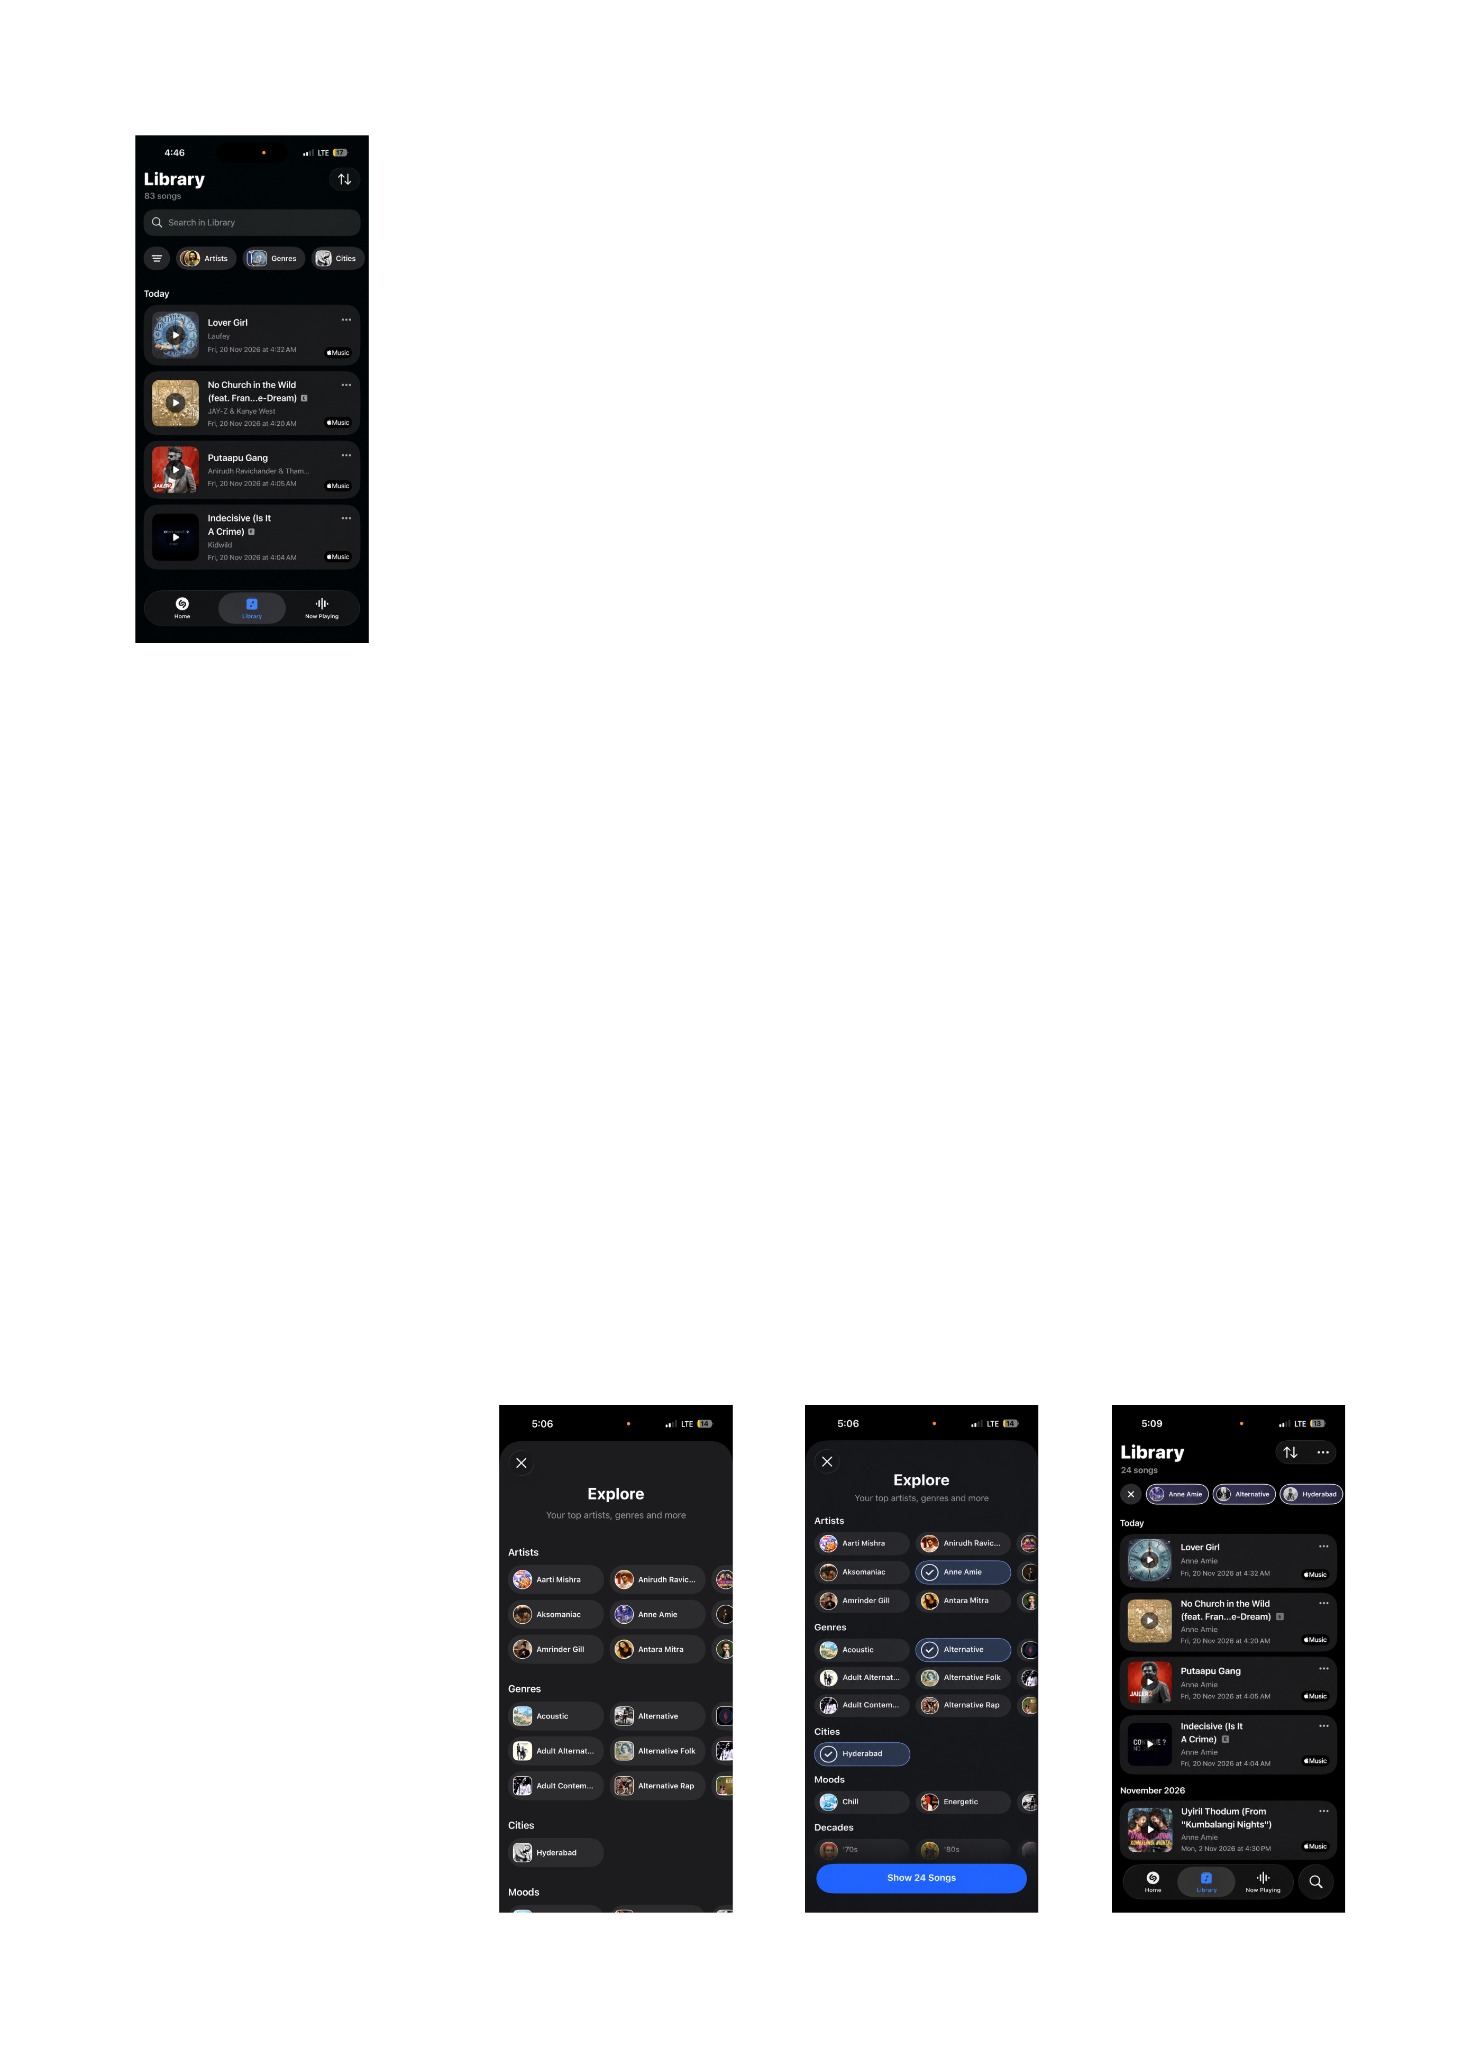 4:46
LTE 17
Library
83 songs
Search in Library
Artists Genres Cities
Today
Lover Girl
Laufey
Fri, 20 Nov 2026 at 4:32 AM
Music
No Church in the Wild
(feat. Fran...e-Dream) E
JAY-Z & Kanye West
Fri, 20 Nov 2026 at 4:20 AM
Music
Putaapu Gang
Anirudh Ravichander & Tham...
Fri, 20 Nov 2026 at 4:05 AM
Music
Indecisive (Is It
A Crime) E
Kidwild
Fri, 20 Nov 2026 at 4:04 AM
Music
Home Library Now Playing
5:06
LTE 14
Explore
Your top artists, genres and more
Artists
Aarti Mishra Anirudh Ravic...
Aksomaniac Anne Amie
Amrinder Gill Antara Mitra
Genres
Acoustic Alternative
Adult Alternat... Alternative Folk
Adult Contem... Alternative Rap
Cities
Hyderabad
Moods
5:06
LTE 14
Explore
Your top artists, genres and more
Artists
Aarti Mishra Anirudh Ravic...
Aksomaniac Anne Amie
Amrinder Gill Antara Mitra
Genres
Acoustic Alternative
Adult Alternat... Alternative Folk
Adult Contem... Alternative Rap
Cities
Hyderabad
Moods
Chill Energetic
Decades
'70s '80s
Show 24 Songs
5:09
LTE 13
Library
24 songs
Anne Amie Alternative Hyderabad
Today
Lover Girl
Anne Amie
Fri, 20 Nov 2026 at 4:32 AM
Music
No Church in the Wild
(feat. Fran...e-Dream) E
Anne Amie
Fri, 20 Nov 2026 at 4:20 AM
Music
JAILER2
Putaapu Gang
Anne Amie
Fri, 20 Nov 2026 at 4:05 AM
Music
Indecisive (Is It
A Crime) E
Anne Amie
Fri, 20 Nov 2026 at 4:04 AM
Music
November 2026
Uyiril Thodum (From
"Kumbalangi Nights")
Anne Amie
Mon, 2 Nov 2026 at 4:30 PM
Music
Home Library Now Playing